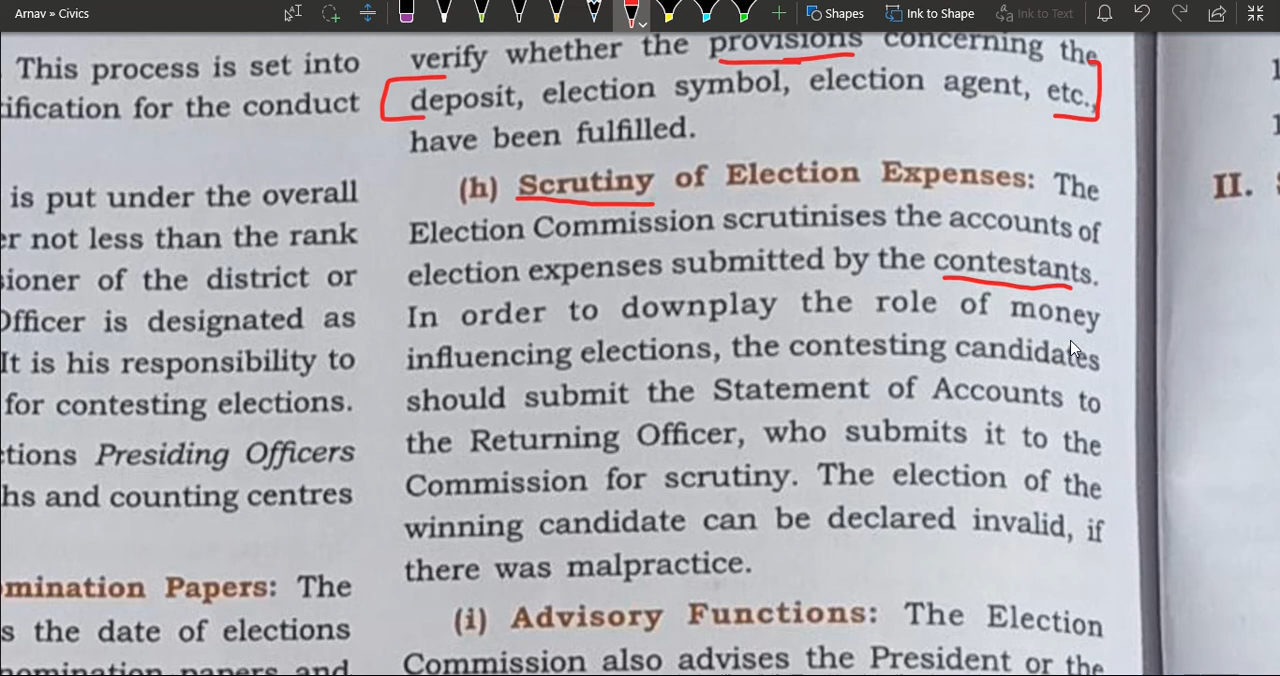 Arnav » Civics
Shapes
Ink to Shape
Ink to Text
This process is set into
ification for the conduct
is put under the overall
er not less than the rank
sioner of the district or
Officer is designated as
It is his responsibility to
for contesting elections.
ctions Presiding Officers
hs and counting centres
mination Papers: The
s the date of elections
nomination papers and
verify whether the provisions concerning the
deposit, election symbol, election agent, etc.,
have been fulfilled.
(h) Scrutiny of Election Expenses: The
Election Commission scrutinises the accounts of
election expenses submitted by the contestants.
In order to downplay the role of money
influencing elections, the contesting candidates
should submit the Statement of Accounts to
the Returning Officer, who submits it to the
Commission for scrutiny. The election of the
winning candidate can be declared invalid, if
there was malpractice.
(i) Advisory Functions: The Election
Commission also advises the President or the
II.